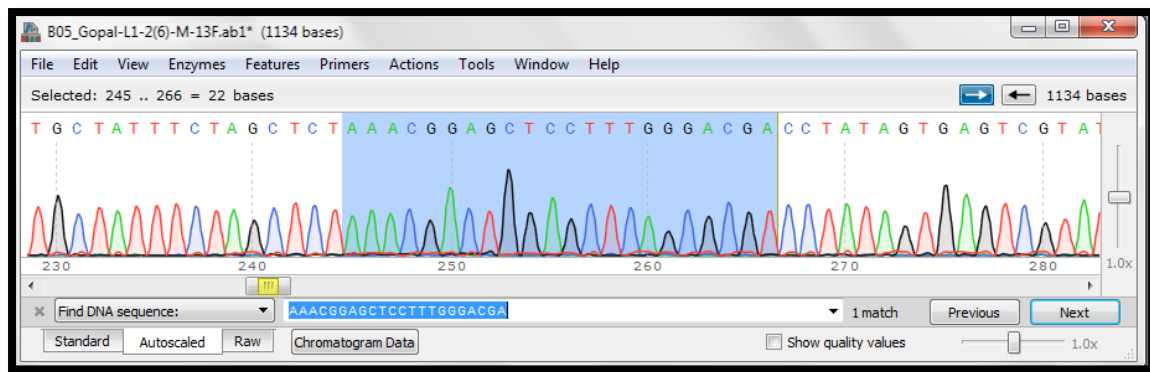 B05_Gopal-L1-2(6)-M-13F.ab1* (1134 bases)
File Edit View Enzymes Features Primers Actions Tools Window Help
Selected: 245 .. 266 = 22 bases 1134 bases
T G C T A T T T C T A G C T C T A A A C G G A G C T C C T T T G G G A C G A C C T A T A G T G A G T C G T A T
230 240 250 260 270 280 1.0x
Find DNA sequence: AAACGGAGCTCCTTTGGGACGA 1 match Previous Next
Standard Autoscaled Raw Chromatogram Data Show quality values 1.0x